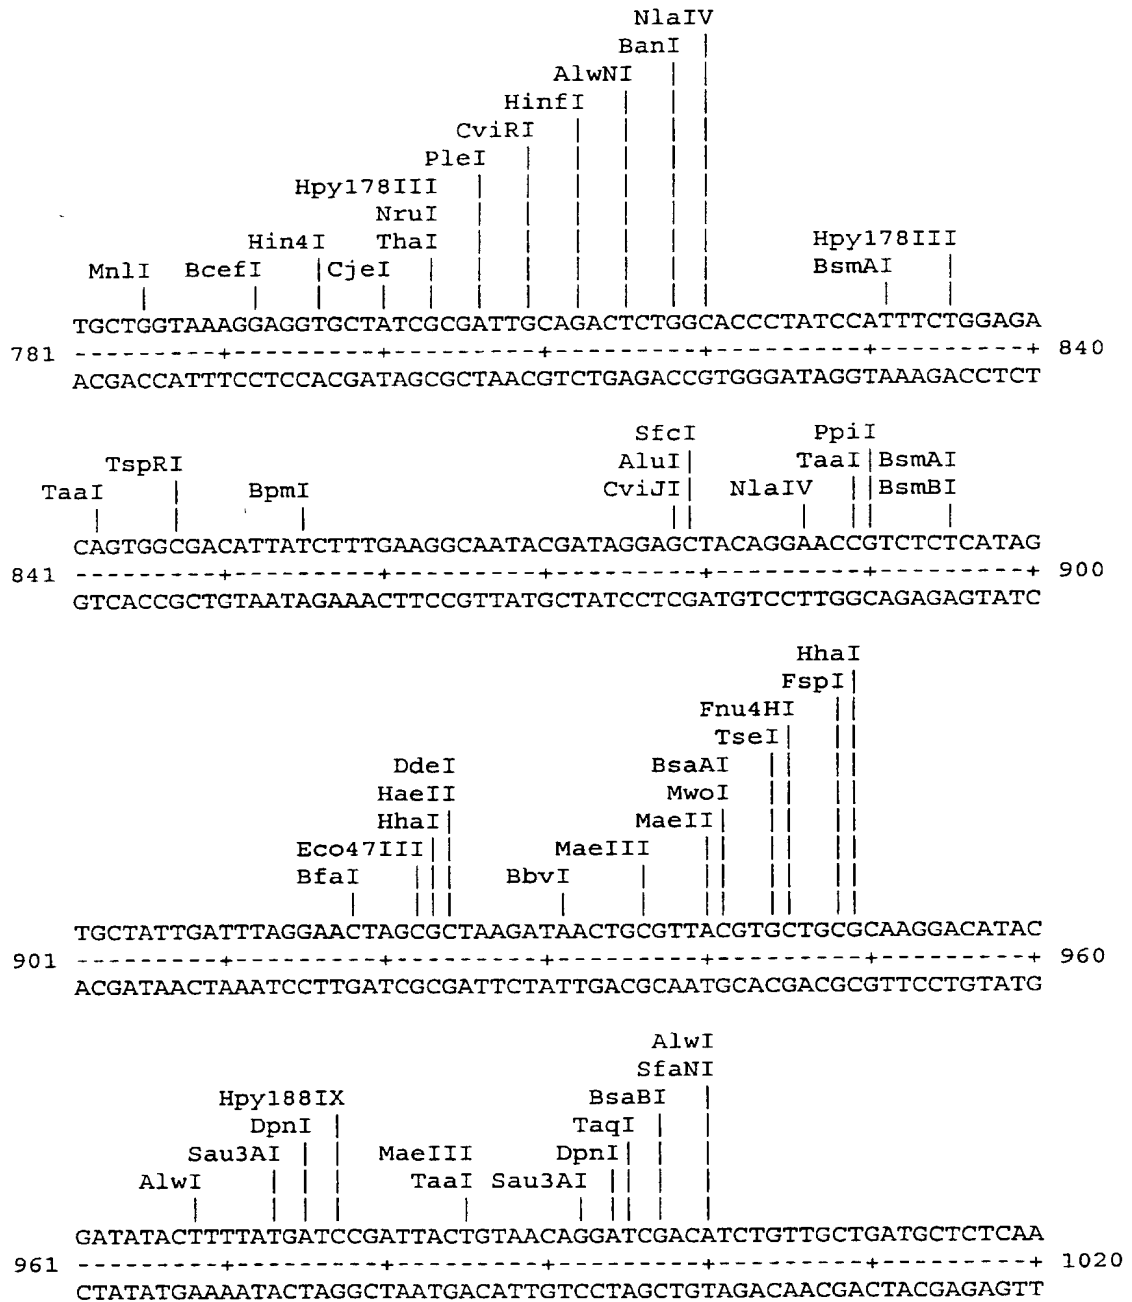 NlaIV
BanI
AlwNI
HinfI
CviRI
PleI
Hpy178III
NruI
Hin4I ThaI Hpy178III
MnlI BcefI CjeI BsmAI
TGCTGGTAAAGGAGGTGCTATCGCGATTGCAGACTCTGGCACCCTATCCATTTCTGGAGA
781 ---------+---------+---------+---------+---------+---------+ 840
ACGACCATTTCCTCCACGATAGCGCTAACGTCTGAGACCGTGGGATAGGTAAAGACCTCT
SfcI PpiI
TspRI AluI TaaI BsmAI
TaaI BpmI CviJI NlaIV BsmBI
CAGTGGCGACATTATCTTTGAAGGCAATACGATAGGAGCTACAGGAACCGTCTCTCATAG
841 ---------+---------+---------+---------+---------+---------+ 900
GTCACCGCTGTAATAGAAACTTCCGTTATGCTATCCTCGATGTCCTTGGCAGAGAGTATC
HhaI
FspI
Fnu4HI
TseI
DdeI BsaAI
HaeII MwoI
HhaI MaeII
Eco47III MaeIII
BfaI BbvI
TGCTATTGATTTAGGAACTAGCGCTAAGATAACTGCGTTACGTGCTGCGCAAGGACATAC
901 ---------+---------+---------+---------+---------+---------+ 960
ACGATAACTAAATCCTTGATCGCGATTCTATTGACGCAATGCACGACGCGTTCCTGTATG
AlwI
SfaNI
Hpy188IX BsaBI
DpnI TaqI
Sau3AI MaeIII DpnI
AlwI TaaI Sau3AI
GATATACTTTTATGATCCGATTACTGTAACAGGATCGACATCTGTTGCTGATGCTCTCAA
961 ---------+---------+---------+---------+---------+---------+ 1020
CTATATGAAAATACTAGGCTAATGACATTGTCCTAGCTGTAGACAACGACTACGAGAGTT